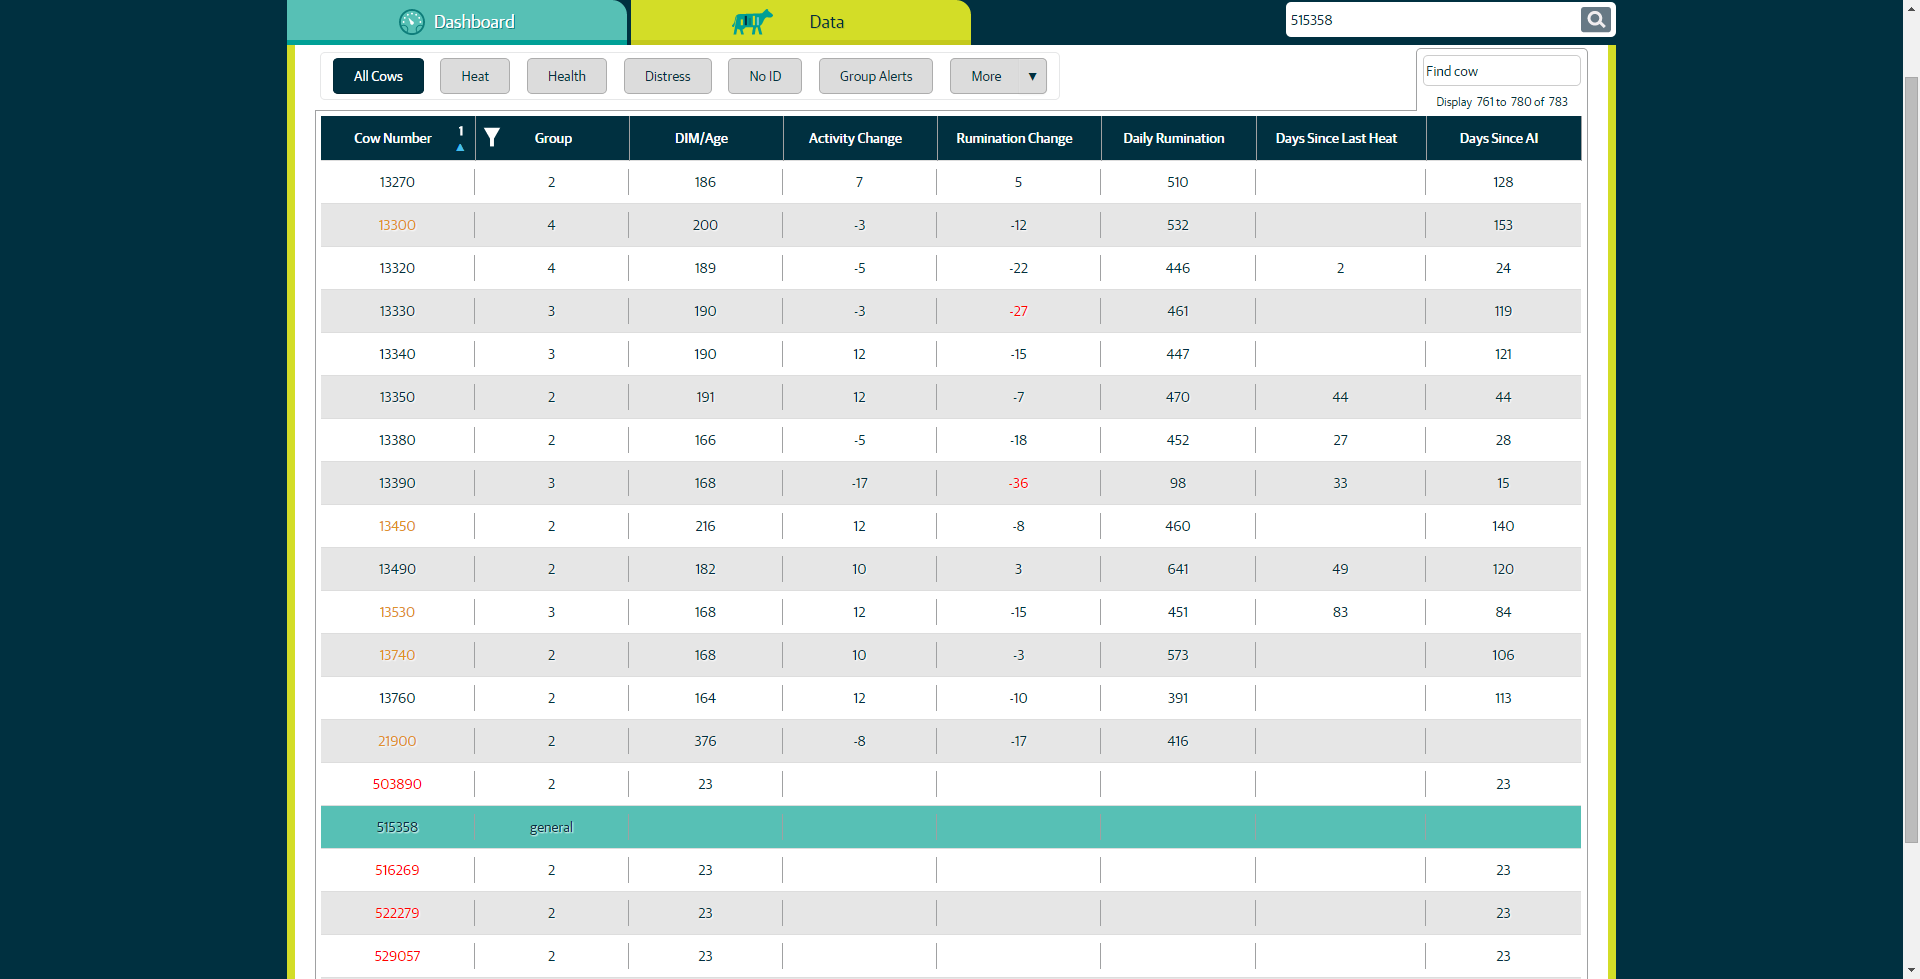 Dashboard Data 515358
All Cows Heat Health Distress No ID Group Alerts More ▼ Find cow
Display 761 to 780 of 783
Cow Number 1 ▲ Group DIM/Age Activity Change Rumination Change Daily Rumination Days Since Last Heat Days Since AI
13270 2 186 7 5 510 128
13300 4 200 -3 -12 532 153
13320 4 189 -5 -22 446 2 24
13330 3 190 -3 -27 461 119
13340 3 190 12 -15 447 121
13350 2 191 12 -7 470 44 44
13380 2 166 -5 -18 452 27 28
13390 3 168 -17 -36 98 33 15
13450 2 216 12 -8 460 140
13490 2 182 10 3 641 49 120
13530 3 168 12 -15 451 83 84
13740 2 168 10 -3 573 106
13760 2 164 12 -10 391 113
21900 2 376 -8 -17 416
503890 2 23 23
515358 general
516269 2 23 23
522279 2 23 23
529057 2 23 23